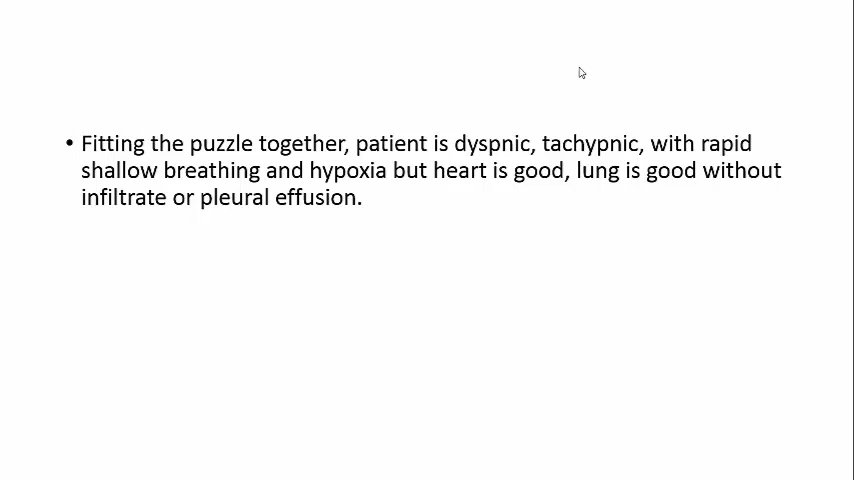 • Fitting the puzzle together, patient is dyspnic, tachypnic, with rapid
shallow breathing and hypoxia but heart is good, lung is good without
infiltrate or pleural effusion.